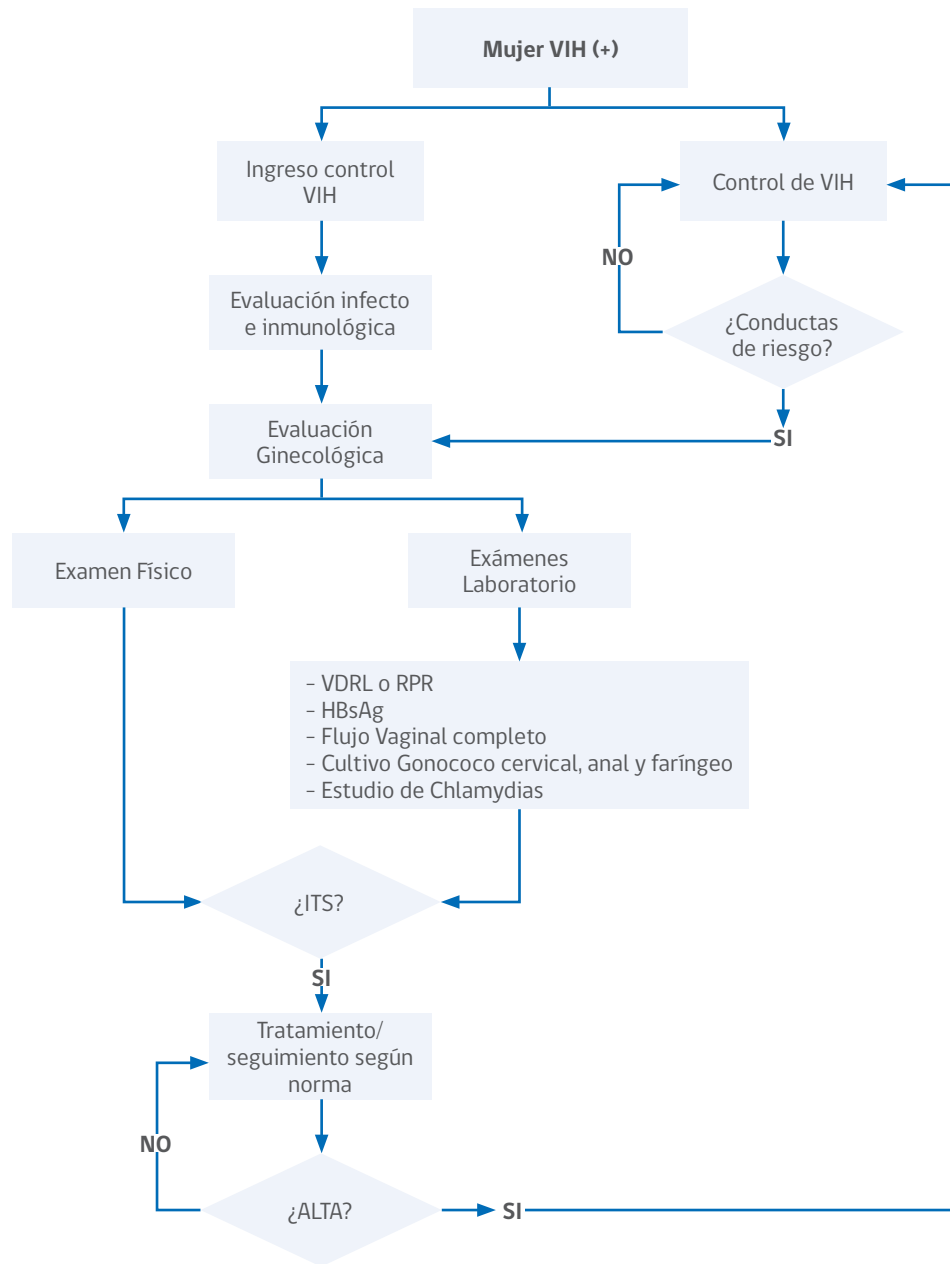 Mujer VIH (+)
Ingreso control
VIH
Control de VIH
NO
Evaluación infecto
e inmunológica
¿Conductas
de riesgo?
Evaluación
Ginecológica
SI
Examen Físico
Exámenes
Laboratorio
- VDRL o RPR
- HBsAg
- Flujo Vaginal completo
- Cultivo Gonococo cervical, anal y faríngeo
- Estudio de Chlamydias
¿ITS?
SI
Tratamiento/
seguimiento según
norma
NO
¿ALTA?
SI